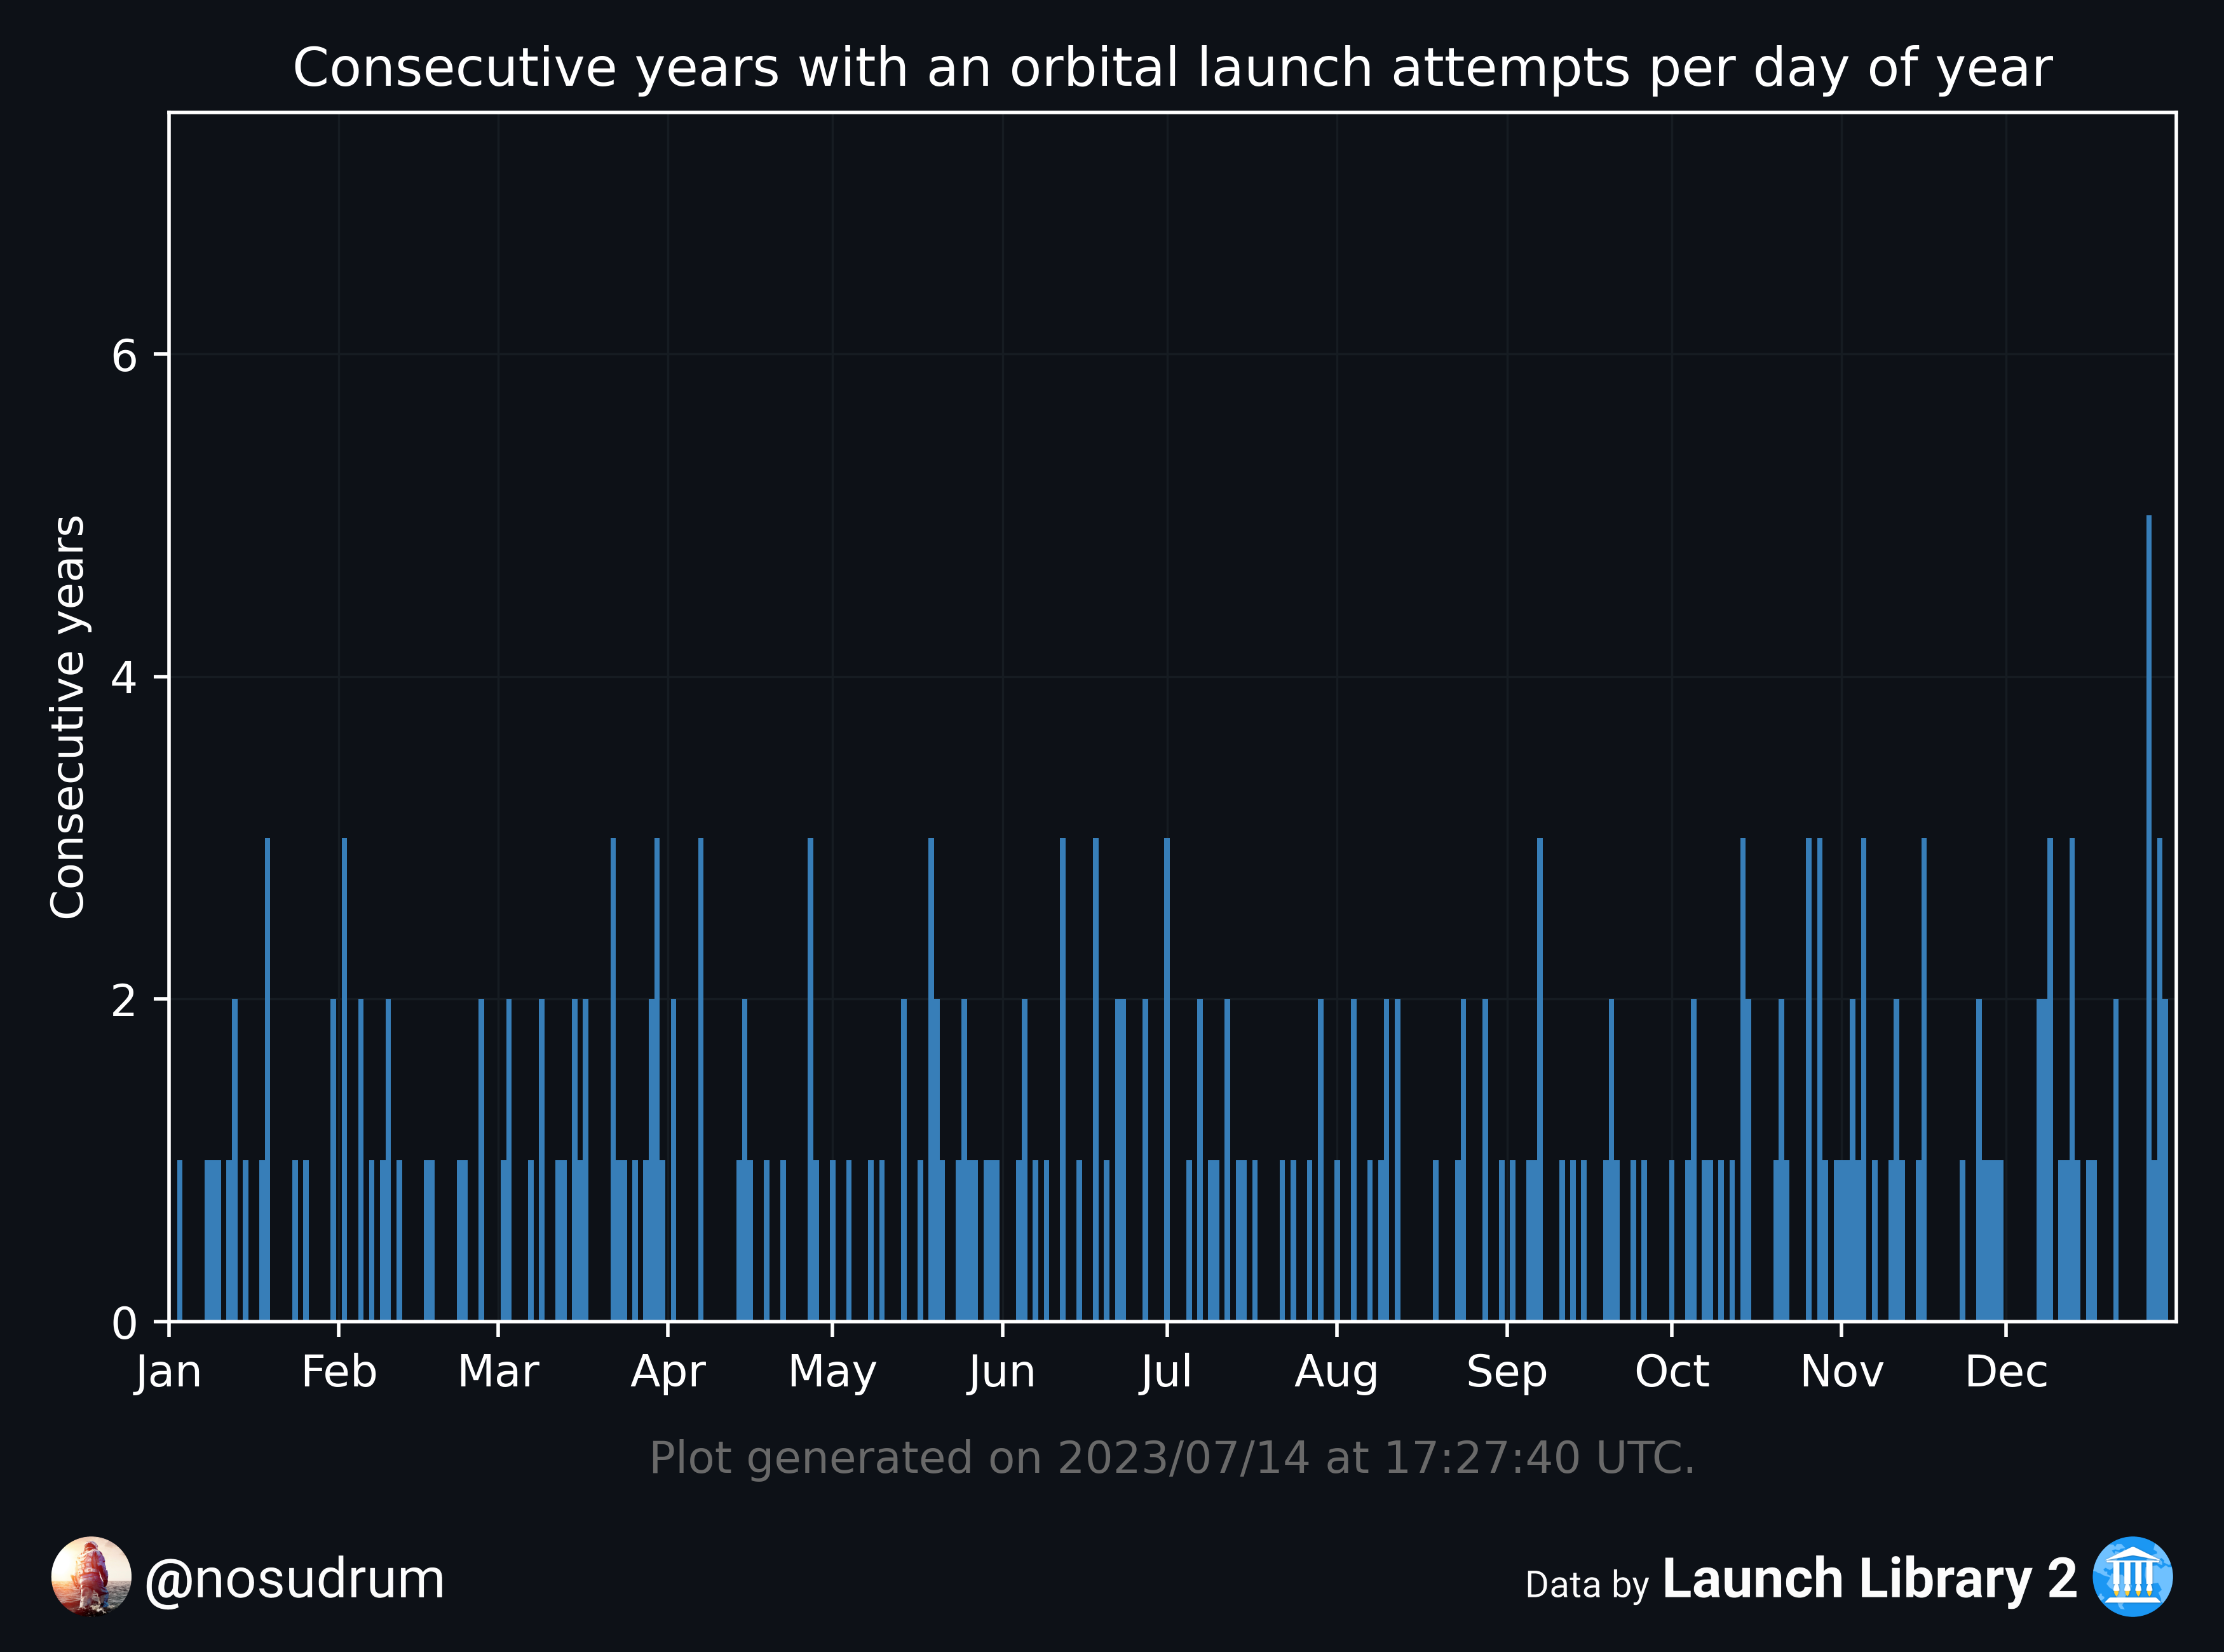 Consecutive years with an orbital launch attempts per day of year
Consecutive years
6
4
2
0
Jan Feb Mar Apr May Jun Jul Aug Sep Oct Nov Dec
Plot generated on 2023/07/14 at 17:27:40 UTC.
@nosudrum
Data by Launch Library 2